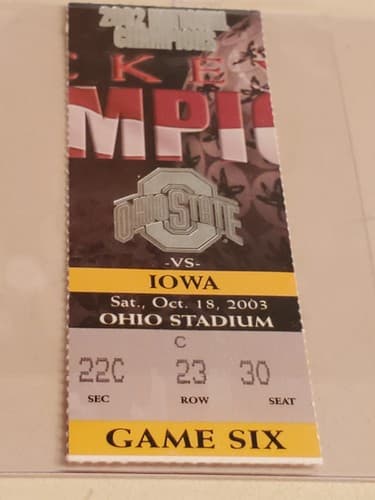 2002 NATIONAL
CHAMPIONS
CKE
MPIO
OHIO STATE
-VS-
IOWA
Sat., Oct. 18, 2003
OHIO STADIUM
C
22C 23 30
SEC ROW SEAT
GAME SIX